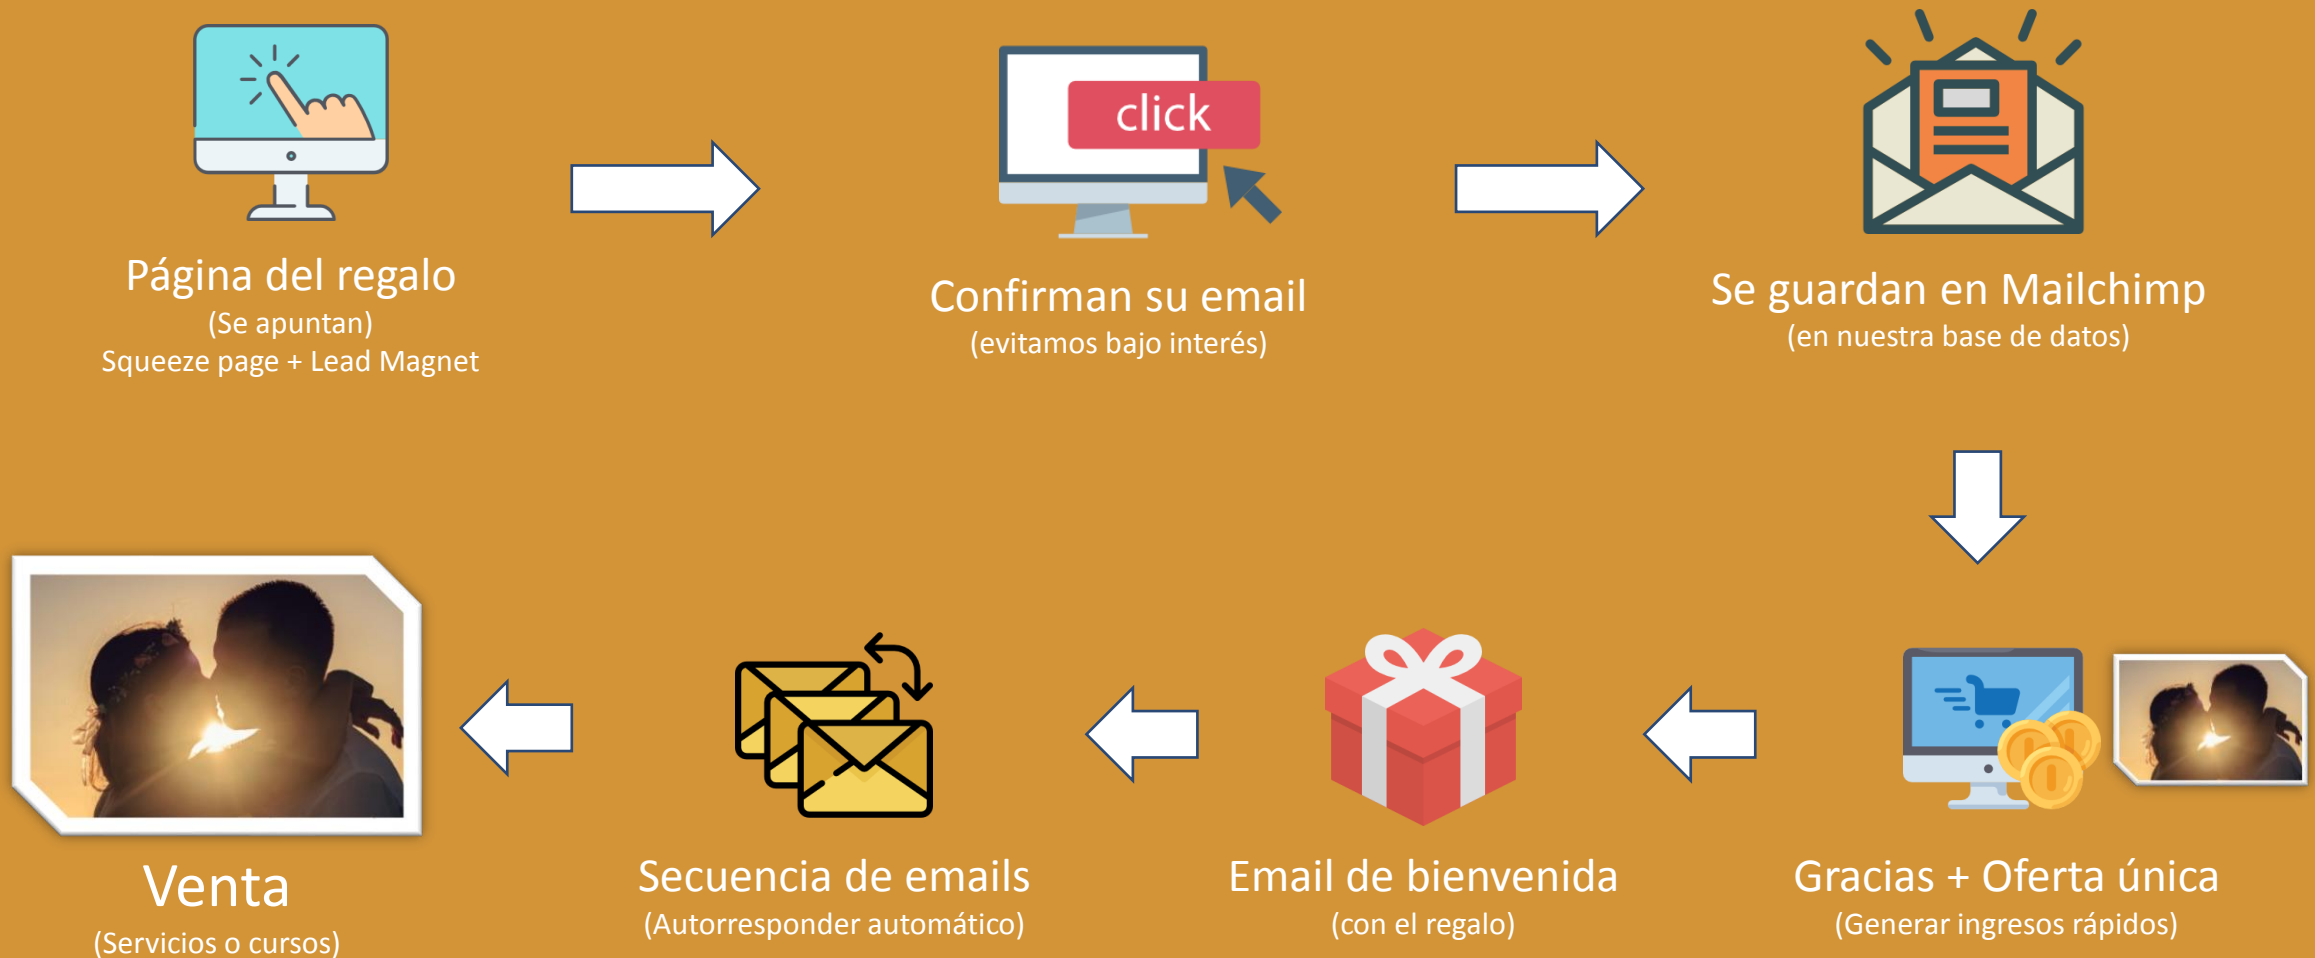 click
Página del regalo
(Se apuntan)
Squeeze page + Lead Magnet
Confirman su email
(evitamos bajo interés)
Se guardan en Mailchimp
(en nuestra base de datos)
Gracias + Oferta única
(Generar ingresos rápidos)
Email de bienvenida
(con el regalo)
Secuencia de emails
(Autorresponder automático)
Venta
(Servicios o cursos)